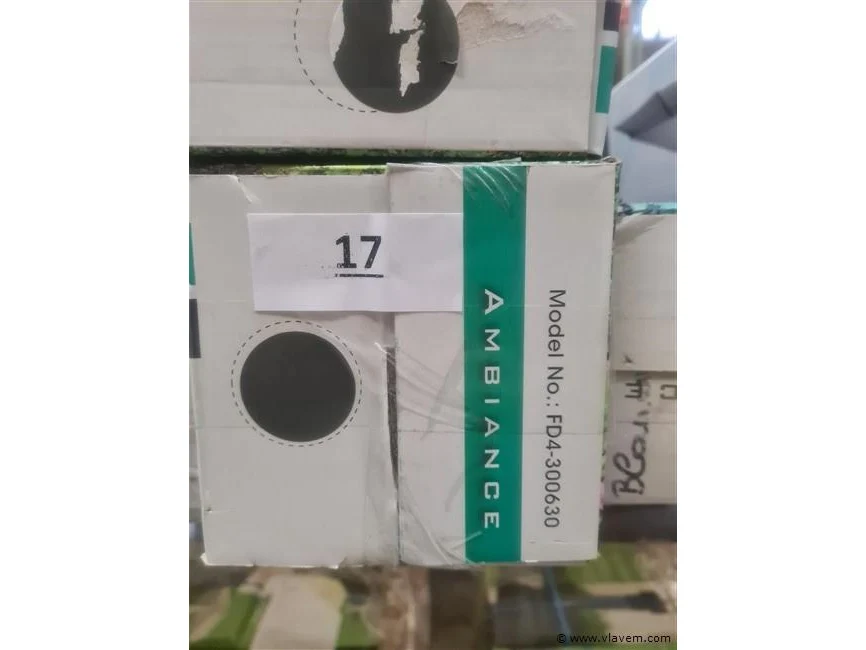 17
AMBIANCE
Model No.: FD4-300630
© www.vlavem.com